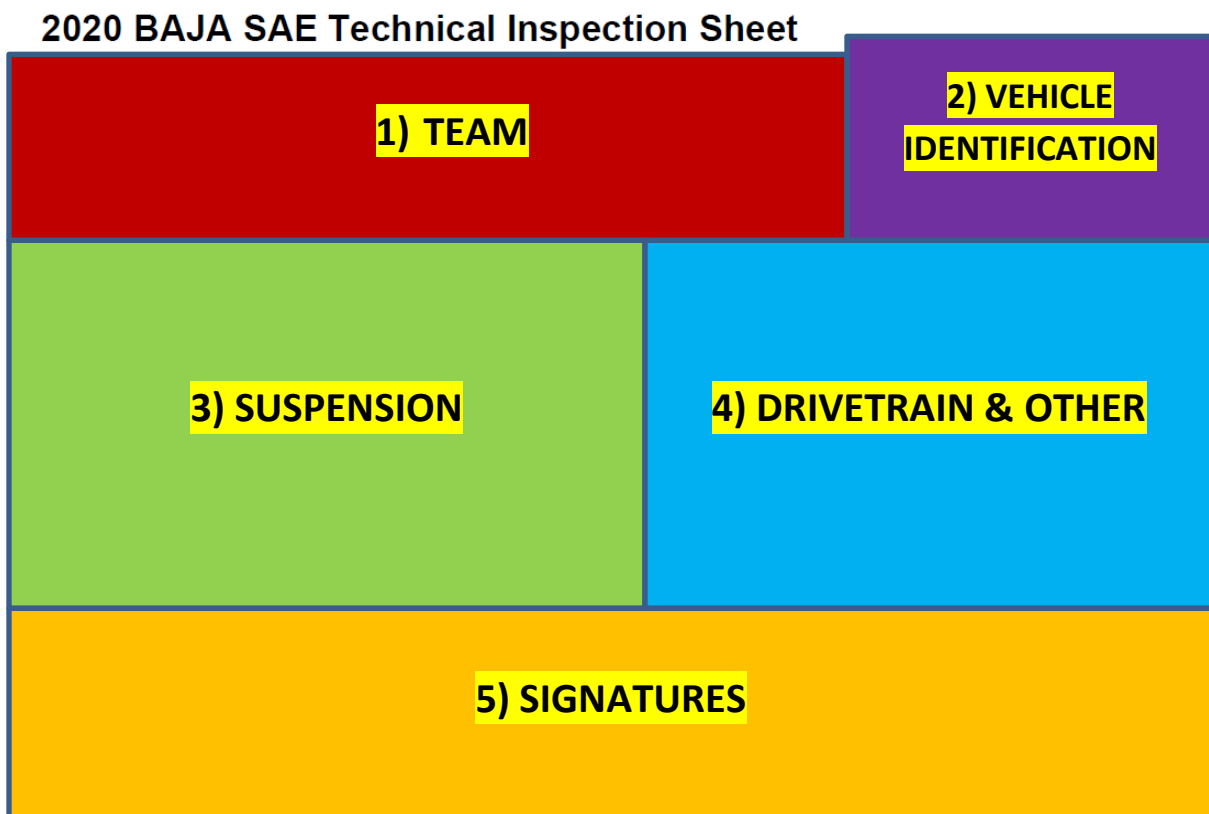 2020 BAJA SAE Technical Inspection Sheet
1) TEAM
2) VEHICLE
IDENTIFICATION
3) SUSPENSION
4) DRIVETRAIN & OTHER
5) SIGNATURES